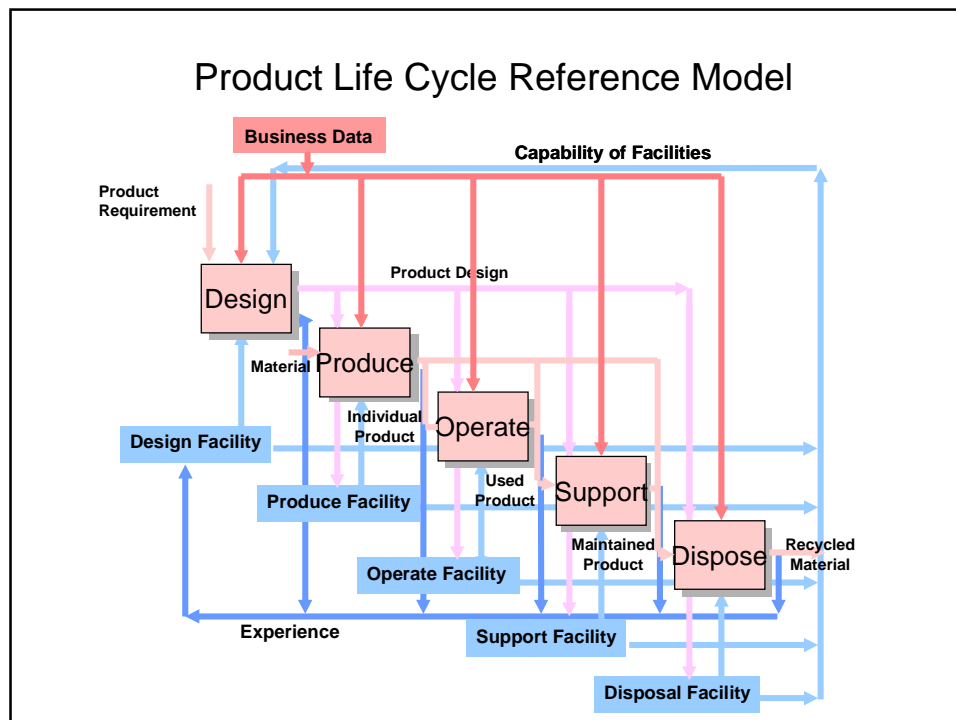 Product Life Cycle Reference Model
Business Data
Capability of Facilities
Product
Requirement
Product Design
Design
Material
Produce
Individual
Product
Operate
Design Facility
Used
Product
Support
Produce Facility
Maintained
Product
Dispose
Recycled
Material
Operate Facility
Experience
Support Facility
Disposal Facility